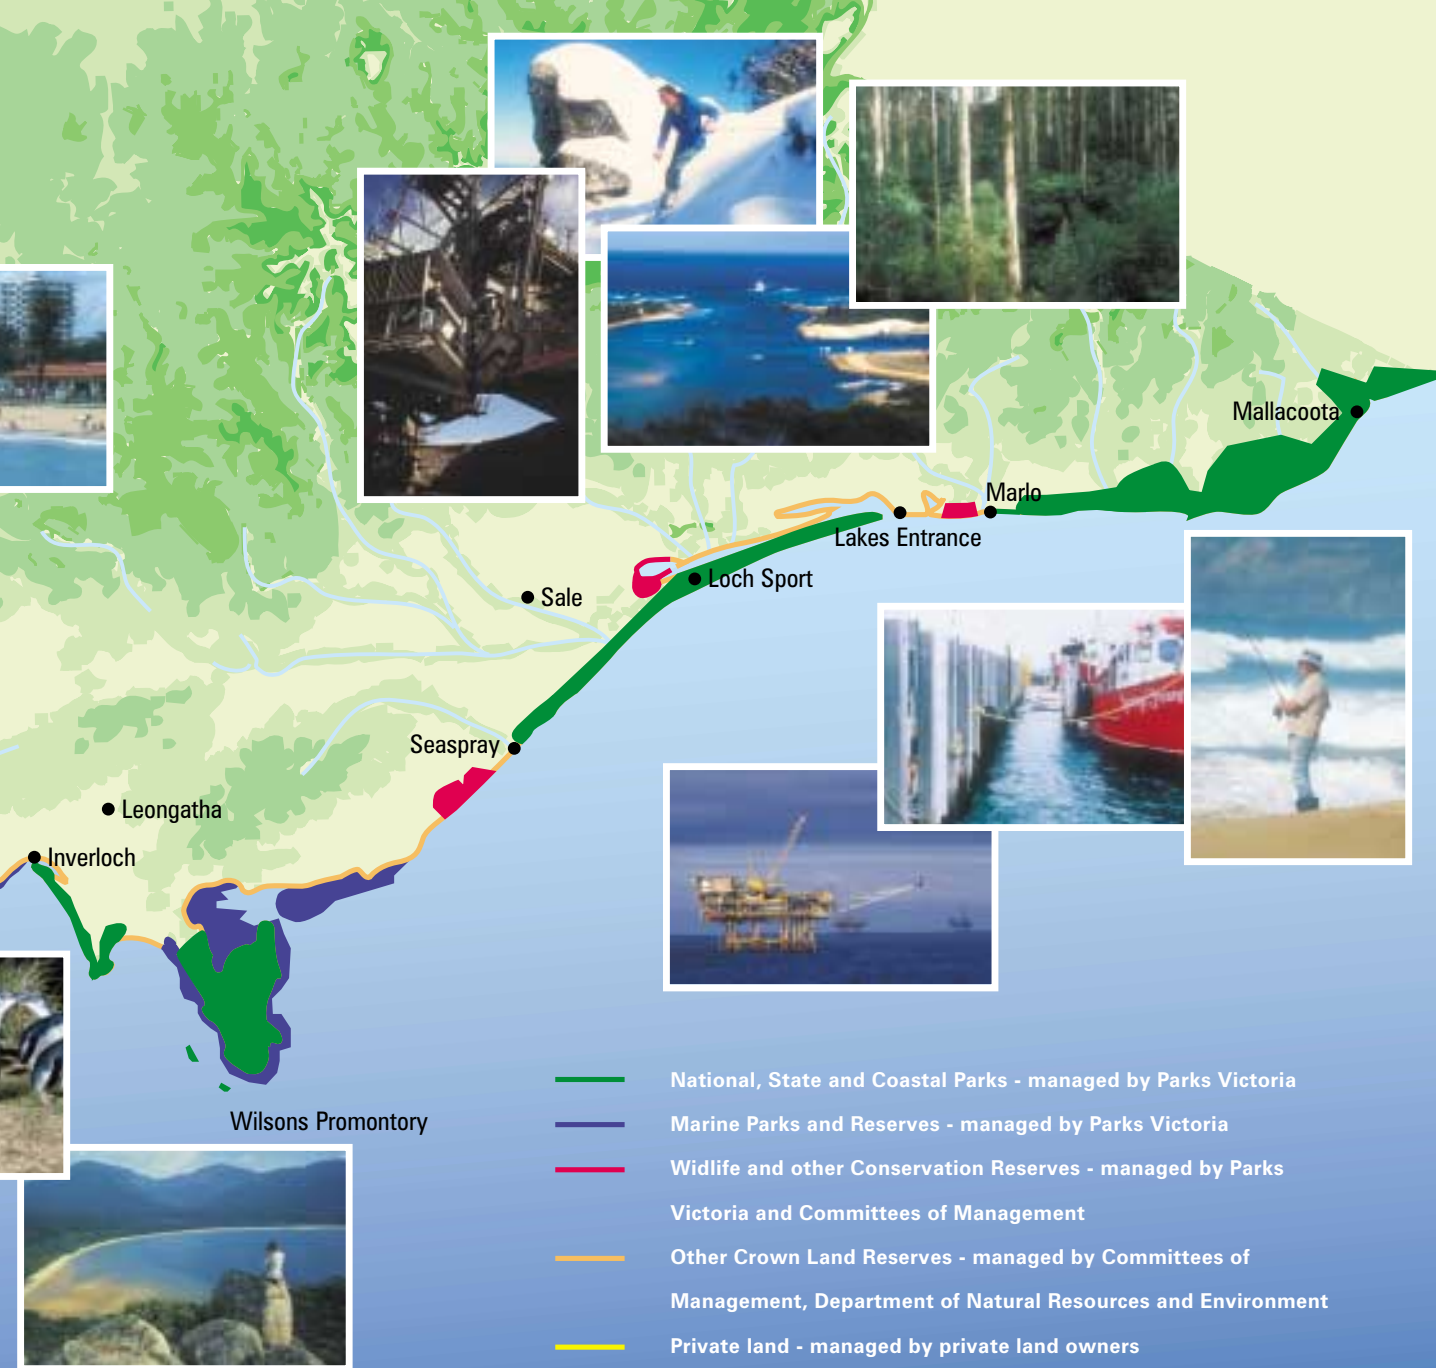 Mallacoota
Marlo
Lakes Entrance
Loch Sport
Sale
Seaspray
Leongatha
Inverloch
Wilsons Promontory
National, State and Coastal Parks - managed by Parks Victoria
Marine Parks and Reserves - managed by Parks Victoria
Widlife and other Conservation Reserves - managed by Parks
Victoria and Committees of Management
Other Crown Land Reserves - managed by Committees of
Management, Department of Natural Resources and Environment
Private land - managed by private land owners